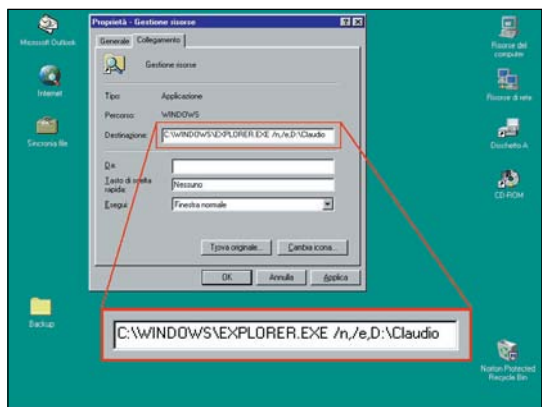 Microsoft Outlook
Internet
Sincronia file
Backup
Proprietà - Gestione risorse
Generale
Collegamento
Gestione risorse
Tipo: Applicazione
Percorso: WINDOWS
Destinazione: C:\WINDOWS\EXPLORER.EXE /n,/e,D:\Claudio
Da:
Tasto di scelta
rapida: Nessuno
Esegui: Finestra normale
Trova originale...
Cambia icona...
OK
Annulla
Applica
C:\WINDOWS\EXPLORER.EXE /n,/e,D:\Claudio
Risorse del
computer
Risorse di rete
Dischetto A
CD-ROM
Norton Protected
Recycle Bin